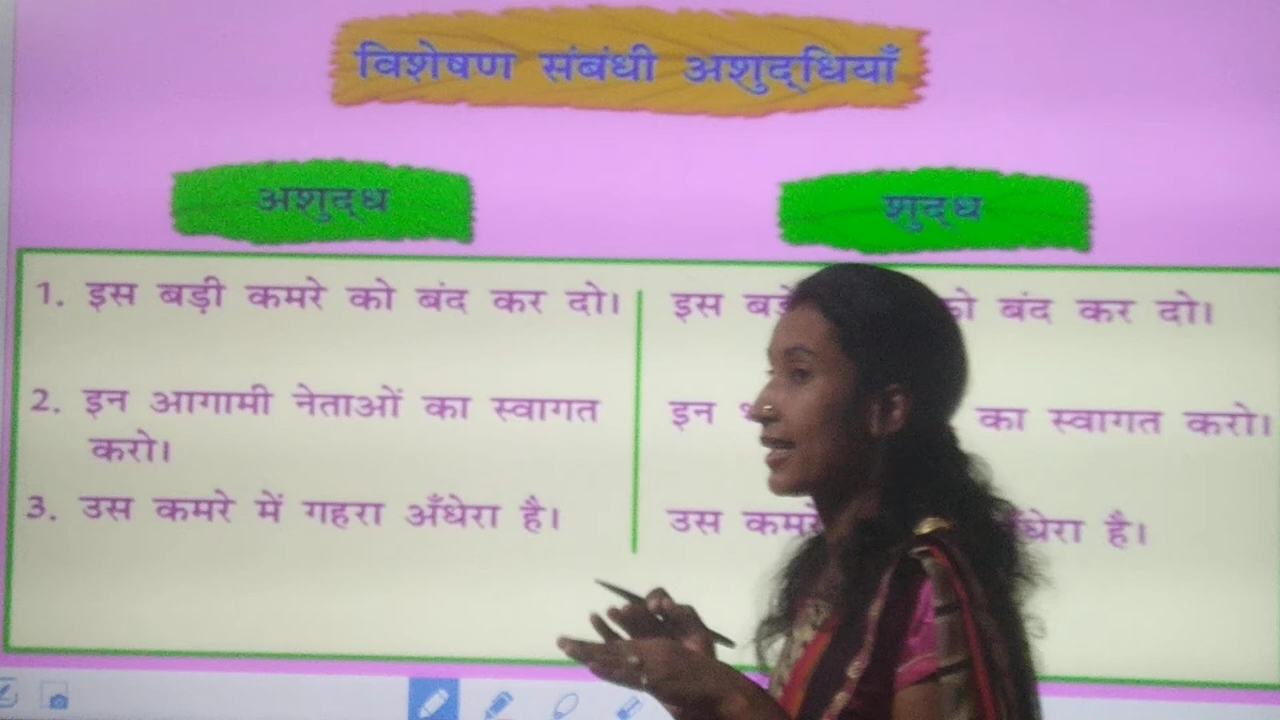 विशेषण संबंधी अशुद्धियाँ
अशुद्ध
शुद्ध
1. इस बड़ी कमरे को बंद कर दो।
इस को बंद कर दो।
2. इन आगामी नेताओं का स्वागत
करो।
इन का स्वागत करो।
3. उस कमरे में गहरा अँधेरा है।
उस है।